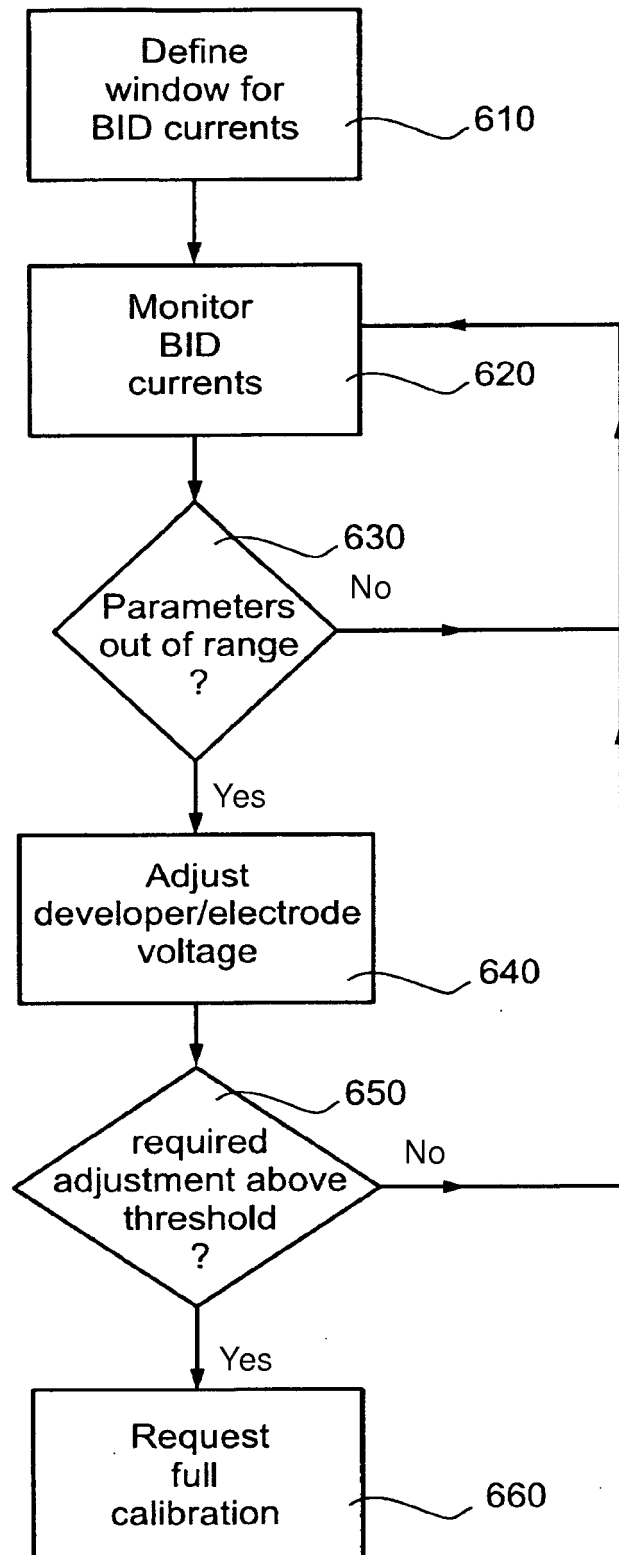 Define
window for
BID currents
610
Monitor
BID
currents
620
630
No
Parameters
out of range
?
Yes
Adjust
developer/electrode
voltage
640
650
No
required
adjustment above
threshold
?
Yes
Request
full
calibration
660